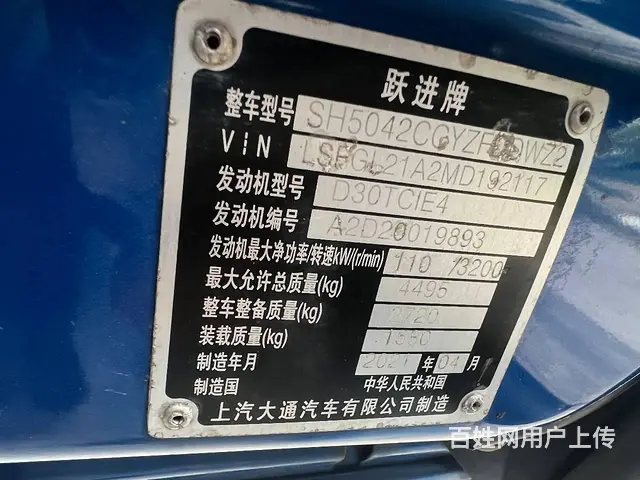 跃进牌
整车型号
VIN
发动机型号 D30TCIE4
发动机编号 A2D20019893
发动机最大净功率/转速kW/(r/min) 110 /3200
最大允许总质量(kg) 4495
整车整备质量(kg) 2720
装载质量(kg)
制造年月 2021 年 04 月
制造国 中华人民共和国
上汽大通汽车有限公司制造
百姓网用户上传